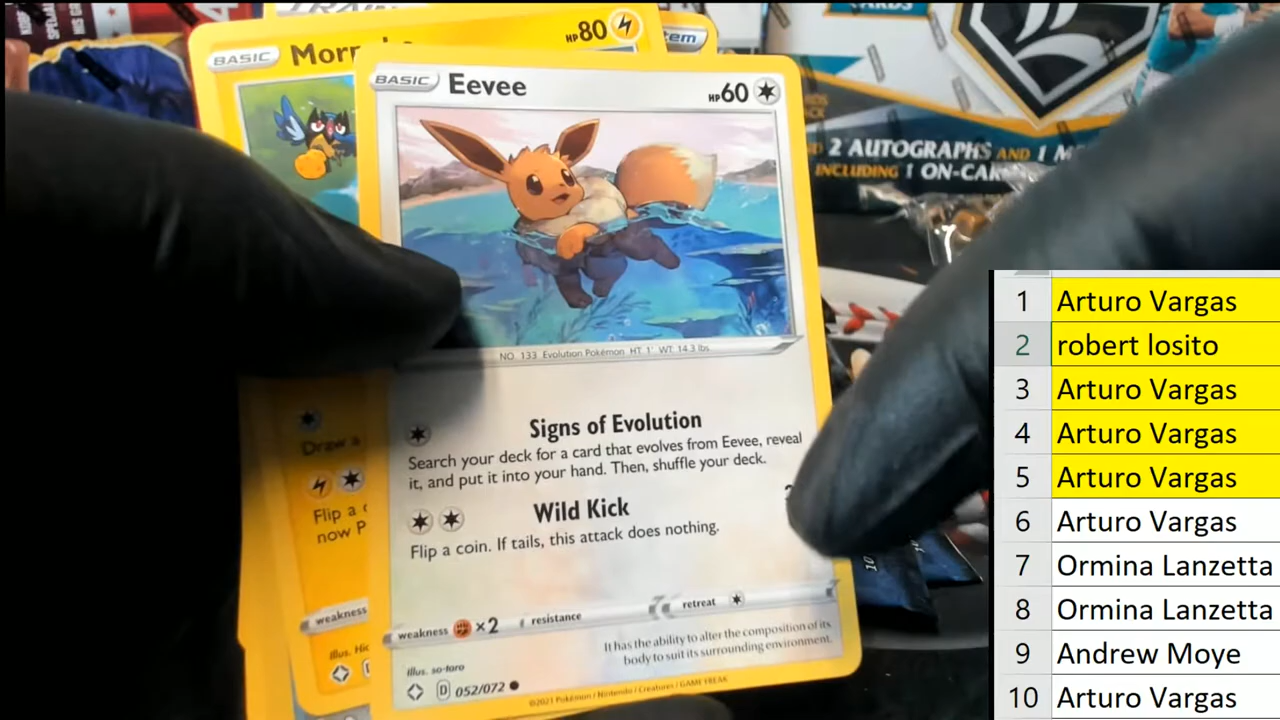 HP80
BASIC
BASIC Eevee HP60
NO. 133 Evolution Pokémon HT 1' WT 14.3 lbs
Signs of Evolution
Search your deck for a card that evolves from Eevee, reveal
it, and put it into your hand. Then, shuffle your deck.
Wild Kick
Flip a coin. If tails, this attack does nothing.
weakness ×2 resistance retreat
It has the ability to alter the composition of its
body to suit its surrounding environment.
Illus. so-taro
D 052/072
©2021 Pokémon / Nintendo / Creatures / GAME FREAK
Draw a
Flip a
now P
weakness
Illus.
CARDS
2 AUTOGRAPHS AND 1
INCLUDING 1
1 Arturo Vargas
2 robert losito
3 Arturo Vargas
4 Arturo Vargas
5 Arturo Vargas
6 Arturo Vargas
7 Ormina Lanzetta
8 Ormina Lanzetta
9 Andrew Moye
10 Arturo Vargas